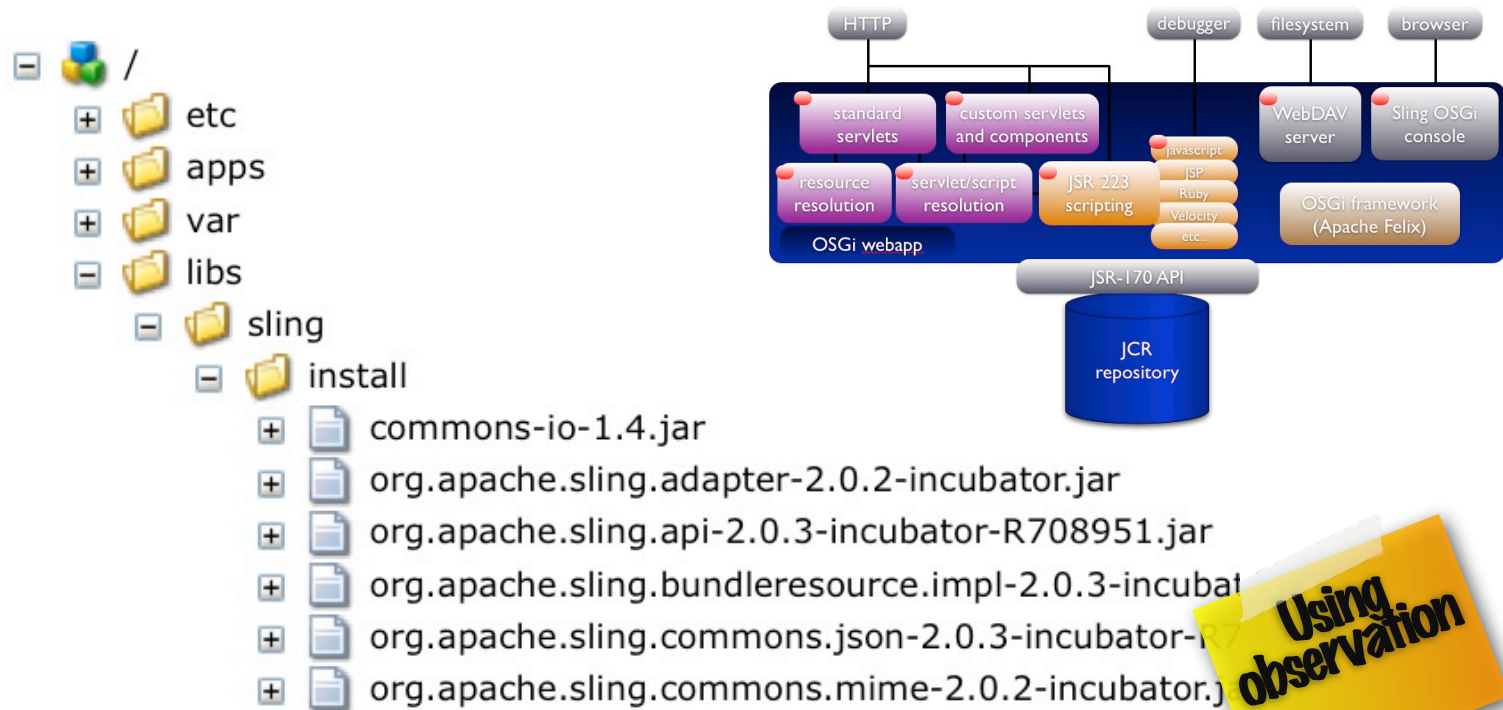 /
etc
apps
var
libs
sling
install
commons-io-1.4.jar
org.apache.sling.adapter-2.0.2-incubator.jar
org.apache.sling.api-2.0.3-incubator-R708951.jar
org.apache.sling.bundleresource.impl-2.0.3-incubat
org.apache.sling.commons.json-2.0.3-incubator-R7
org.apache.sling.commons.mime-2.0.2-incubator.ja
HTTP
debugger
filesystem
browser
standard
servlets
custom servlets
and components
WebDAV
server
Sling OSGi
console
javascript
JSP
Ruby
Velocity
etc..
resource
resolution
servlet/script
resolution
JSR 223
scripting
OSGi framework
(Apache Felix)
OSGi webapp
JSR-170 API
JCR
repository
Using
observation